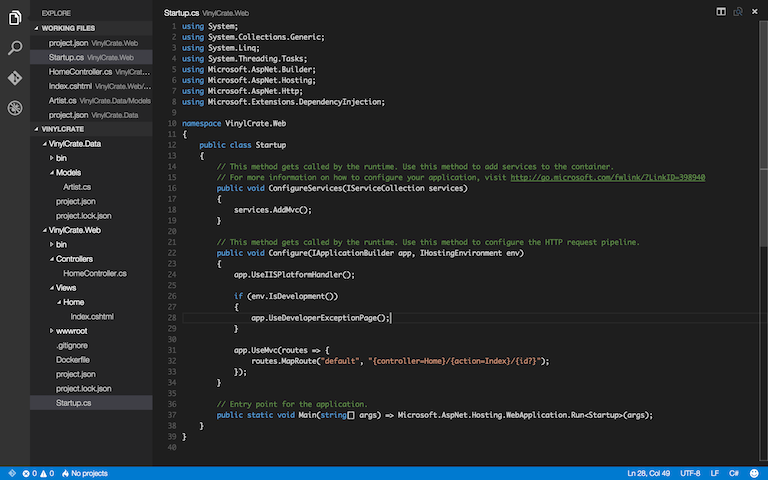 EXPLORE
WORKING FILES
project.json VinylCrate.Web
Startup.cs VinylCrate.Web
HomeController.cs VinylCrat...
Index.cshtml VinylCrate.Web/...
Artist.cs VinylCrate.Data/Models
project.json VinylCrate.Data
VINYLCRATE
VinylCrate.Data
bin
Models
Artist.cs
project.json
project.lock.json
VinylCrate.Web
bin
Controllers
HomeController.cs
Views
Home
Index.cshtml
wwwroot
.gitignore
Dockerfile
project.json
project.lock.json
Startup.cs
Startup.cs VinylCrate.Web
1 using System;
2 using System.Collections.Generic;
3 using System.Linq;
4 using System.Threading.Tasks;
5 using Microsoft.AspNet.Builder;
6 using Microsoft.AspNet.Hosting;
7 using Microsoft.AspNet.Http;
8 using Microsoft.Extensions.DependencyInjection;
9
10 namespace VinylCrate.Web
11 {
12 public class Startup
13 {
14 // This method gets called by the runtime. Use this method to add services to the container.
15 // For more information on how to configure your application, visit http://go.microsoft.com/fwlink/?LinkID=398940
16 public void ConfigureServices(IServiceCollection services)
17 {
18 services.AddMvc();
19 }
20
21 // This method gets called by the runtime. Use this method to configure the HTTP request pipeline.
22 public void Configure(IApplicationBuilder app, IHostingEnvironment env)
23 {
24 app.UseIISPlatformHandler();
25
26 if (env.IsDevelopment())
27 {
28 app.UseDeveloperExceptionPage();
29 }
30
31 app.UseMvc(routes => {
32 routes.MapRoute("default", "{controller=Home}/{action=Index}/{id?}");
33 });
34 }
35
36 // Entry point for the application.
37 public static void Main(string[] args) => Microsoft.AspNet.Hosting.WebApplication.Run<Startup>(args);
38 }
39 }
40
0 0 No projects
Ln 28, Col 49 UTF-8 LF C#